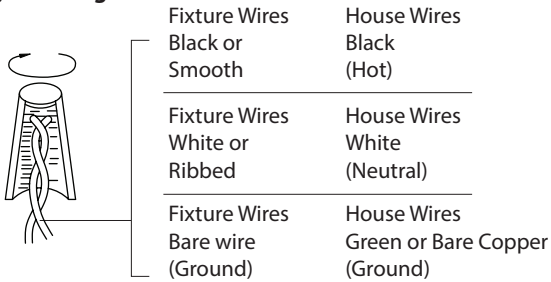 Fixture Wires House Wires
Black or Black
Smooth (Hot)
Fixture Wires House Wires
White or White
Ribbed (Neutral)
Fixture Wires House Wires
Bare wire Green or Bare Copper
(Ground) (Ground)